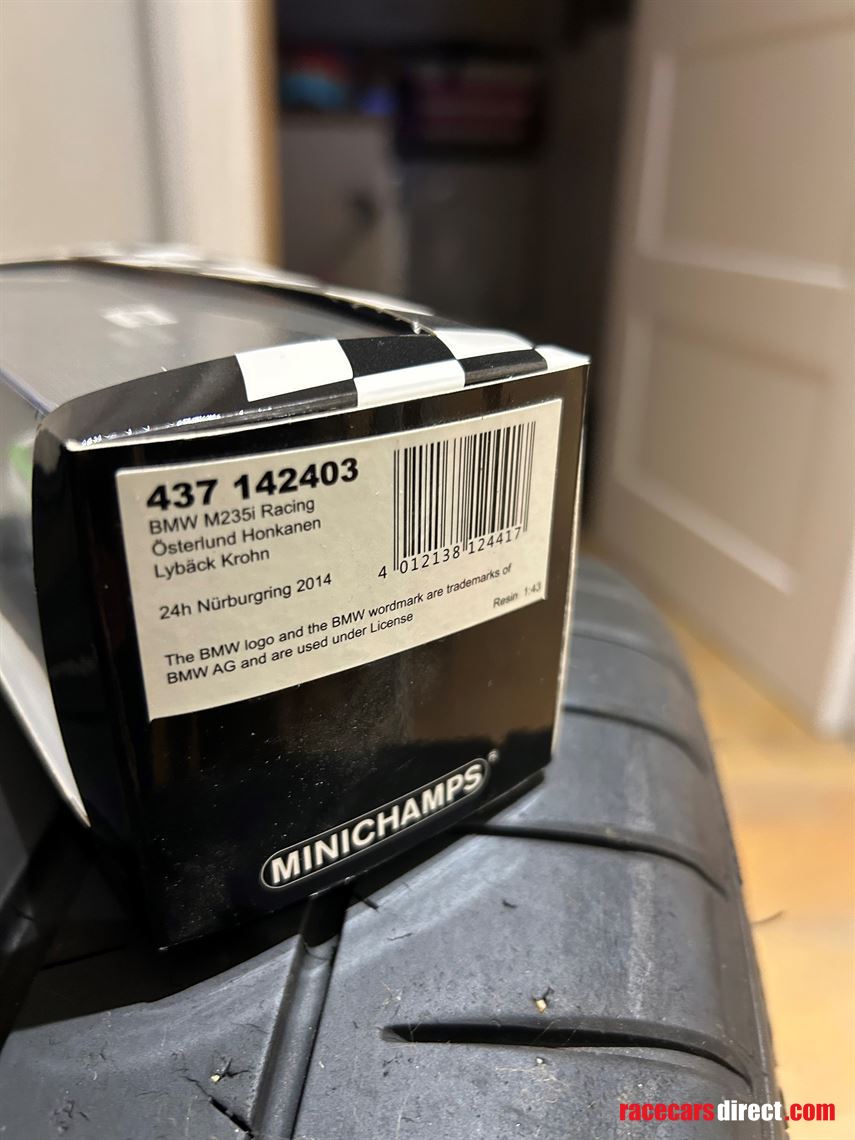 437 142403
BMW M235i Racing
Österlund Honkanen
Lybäck Krohn
24h Nürburgring 2014
4 012138 124417
The BMW logo and the BMW wordmark are trademarks of
BMW AG and are used under License
Resin 1:43
MINICHAMPS®
racecarsdirect.com